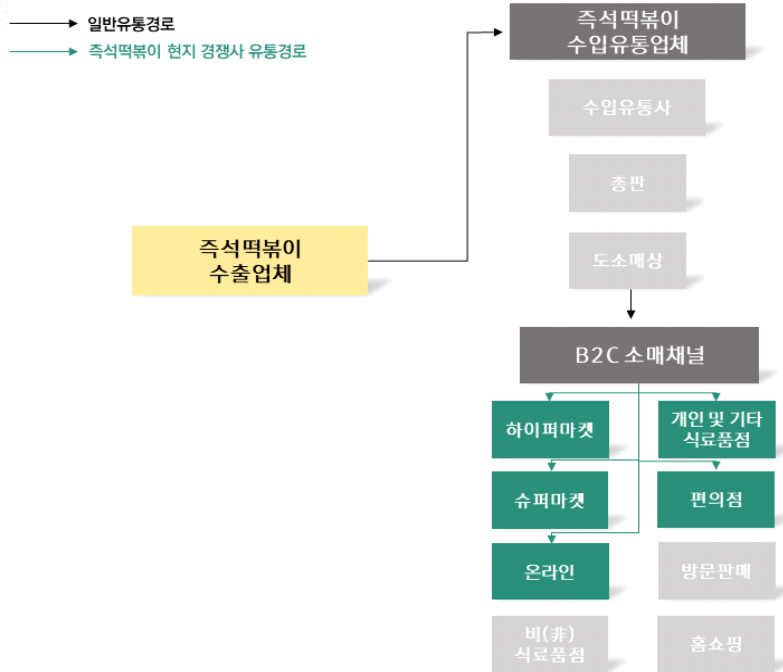 일반유통경로
즉석떡볶이 현지 경쟁사 유통경로
즉석떡볶이
수입유통업체
수입유통사
총판
즉석떡볶이
수출업체
도소매상
B2C 소매채널
하이퍼마켓
개인 및 기타
식료품점
슈퍼마켓
편의점
온라인
방문판매
비(非)
식료품점
홈쇼핑